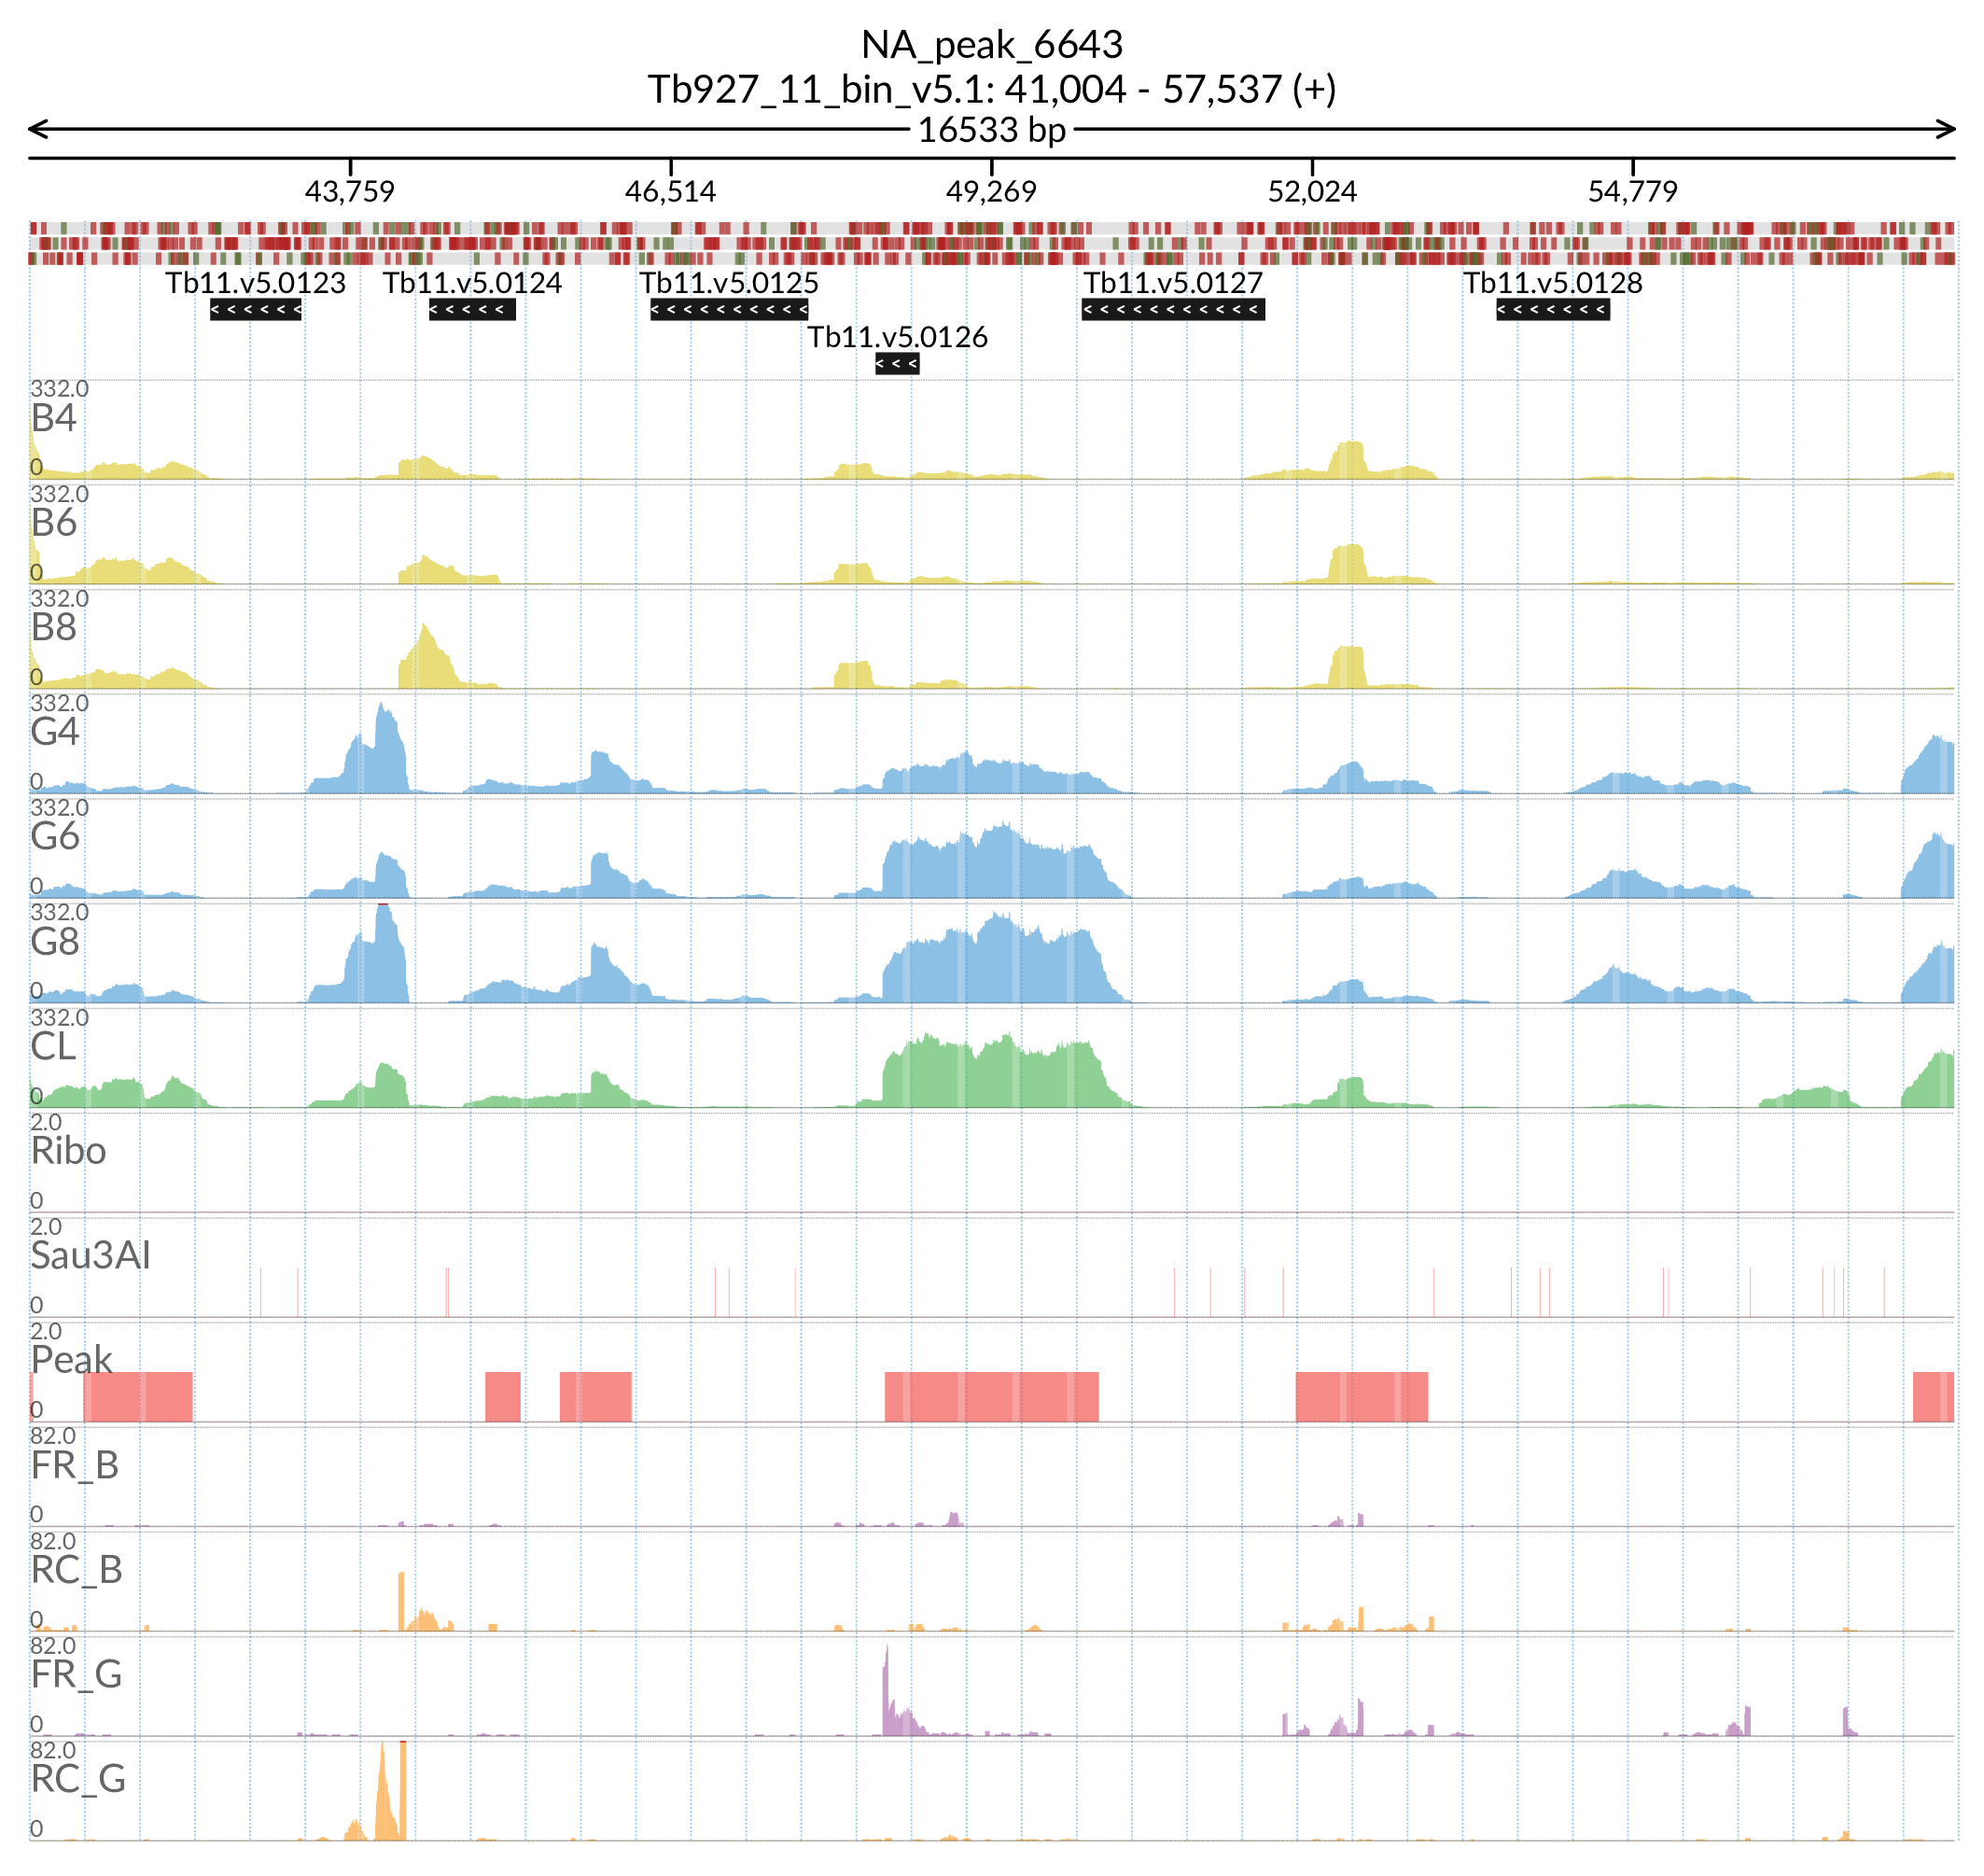 NA_peak_6643
Tb927_11_bin_v5.1: 41,004 - 57,537 (+)
16533 bp
43,759 46,514 49,269 52,024 54,779
Tb11.v5.0123 Tb11.v5.0124 Tb11.v5.0125 Tb11.v5.0127 Tb11.v5.0128
Tb11.v5.0126
332.0
B4
0
332.0
B6
0
332.0
B8
0
332.0
G4
0
332.0
G6
0
332.0
G8
0
332.0
CL
0
2.0
Ribo
0
2.0
Sau3AI
0
2.0
Peak
0
82.0
FR_B
0
82.0
RC_B
0
82.0
FR_G
0
82.0
RC_G
0